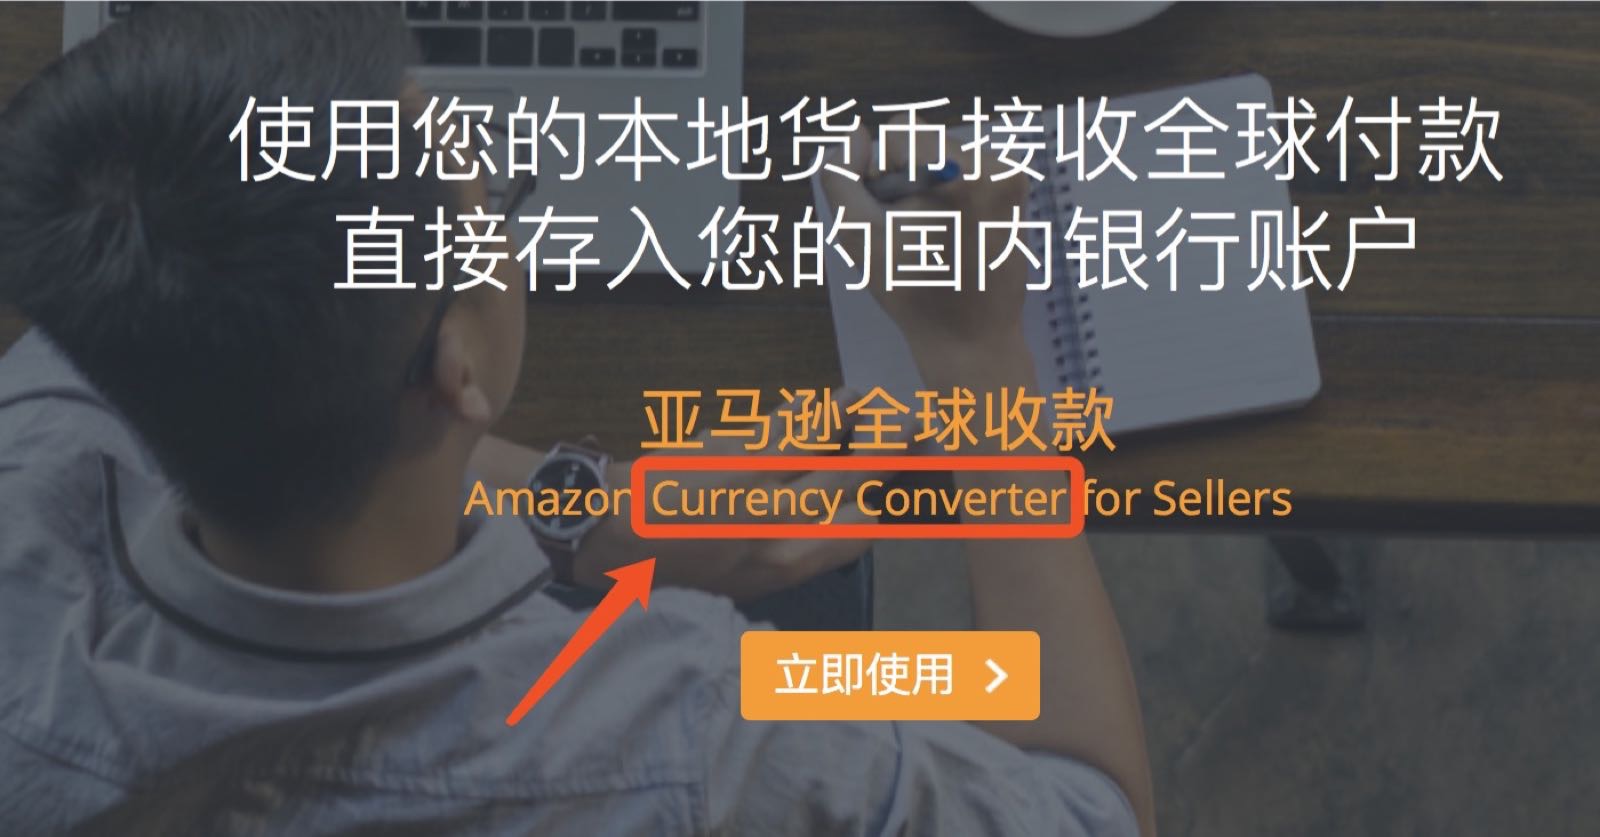 使用您的本地货币接收全球付款
直接存入您的国内银行账户
亚马逊全球收款
Amazon Currency Converter for Sellers
立即使用